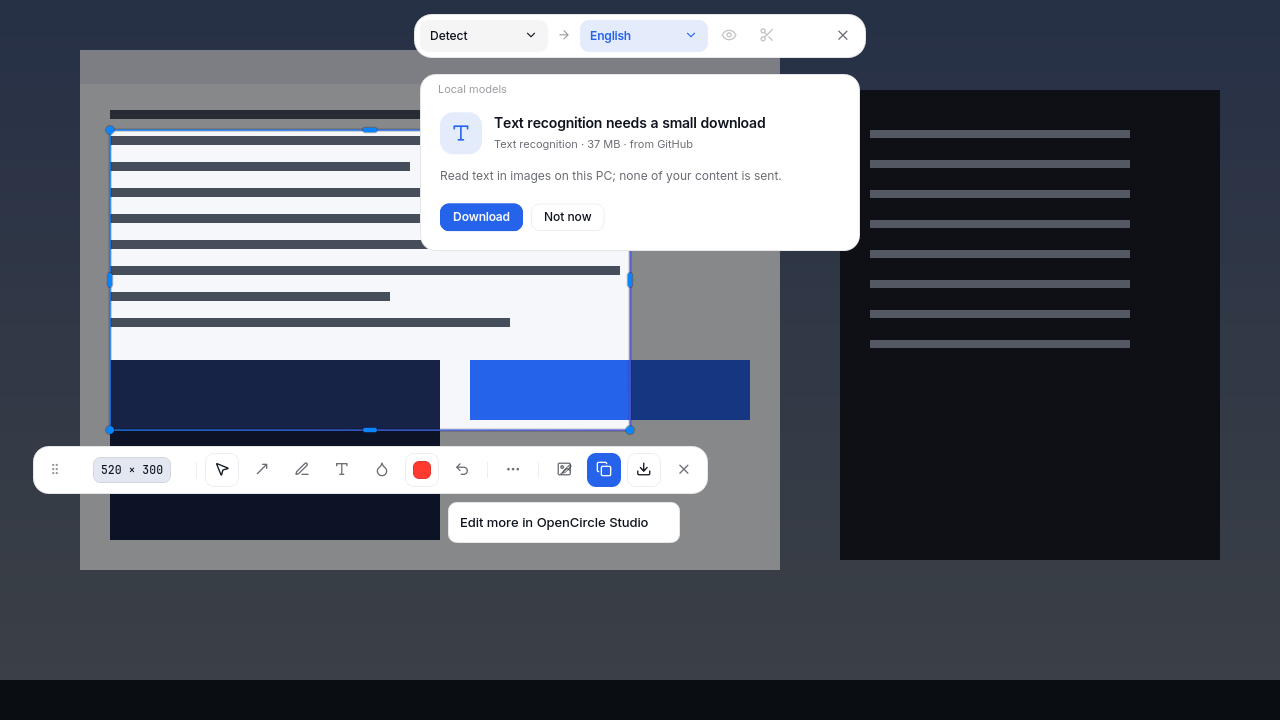 Detect
English
Local models
Text recognition needs a small download
Text recognition · 37 MB · from GitHub
Read text in images on this PC; none of your content is sent.
Download
Not now
520 × 300
Edit more in OpenCircle Studio